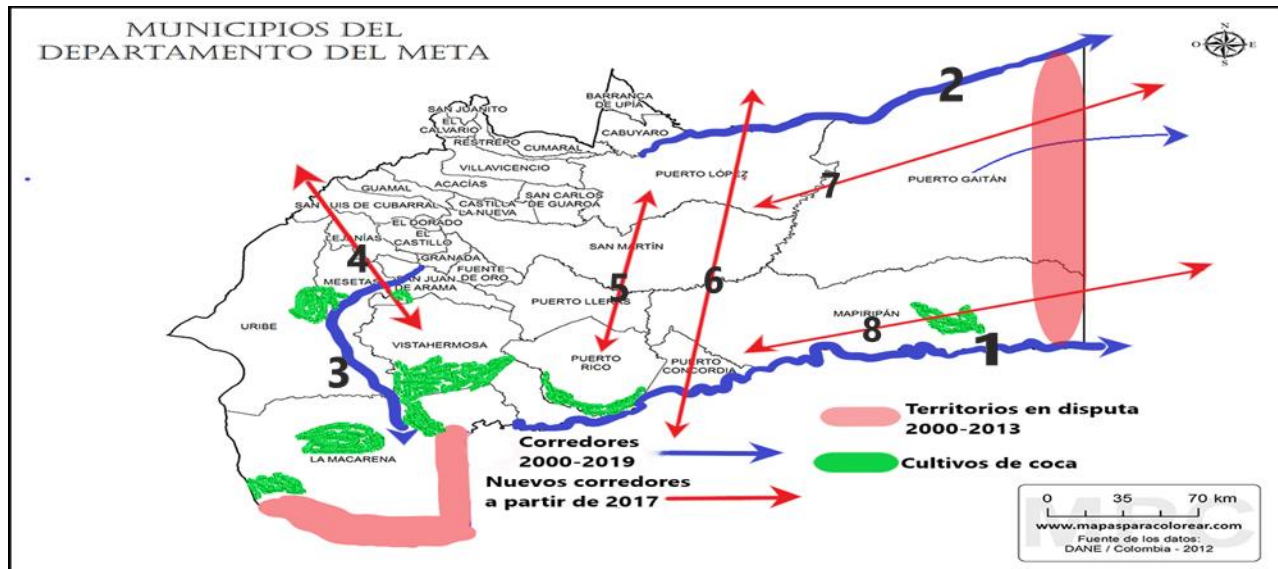 MUNICIPIOS DEL
DEPARTAMENTO DEL META
N
O
E
S
BARRANCA
DE UPÍA
SAN JUANITO
EL
CALVARIO
CABUYARO
RESTREPO
CUMARAL
2
VILLAVICENCIO
PUERTO LÓPEZ
7
PUERTO GAITÁN
GUAMAL
ACACÍAS
SAN LUIS DE CUBARRAL
CASTILLA
LA NUEVA
SAN CARLOS
DE GUAROA
EL DORADO
LEJANÍAS
EL
CASTILLO
SAN MARTÍN
4
GRANADA
FUENTE
DE ORO
MESETAS
SAN JUAN
DE ARAMA
5
6
PUERTO LLERAS
MAPIRIPÁN
URIBE
8
VISTAHERMOSA
1
PUERTO
RICO
PUERTO
CONCORDIA
3
LA MACARENA
Corredores
2000-2019
Nuevos corredores
a partir de 2017
Territorios en disputa
2000-2013
Cultivos de coca
0 35 70 km
MPC
www.mapasparacolorear.com
Fuente de los datos:
DANE / Colombia - 2012